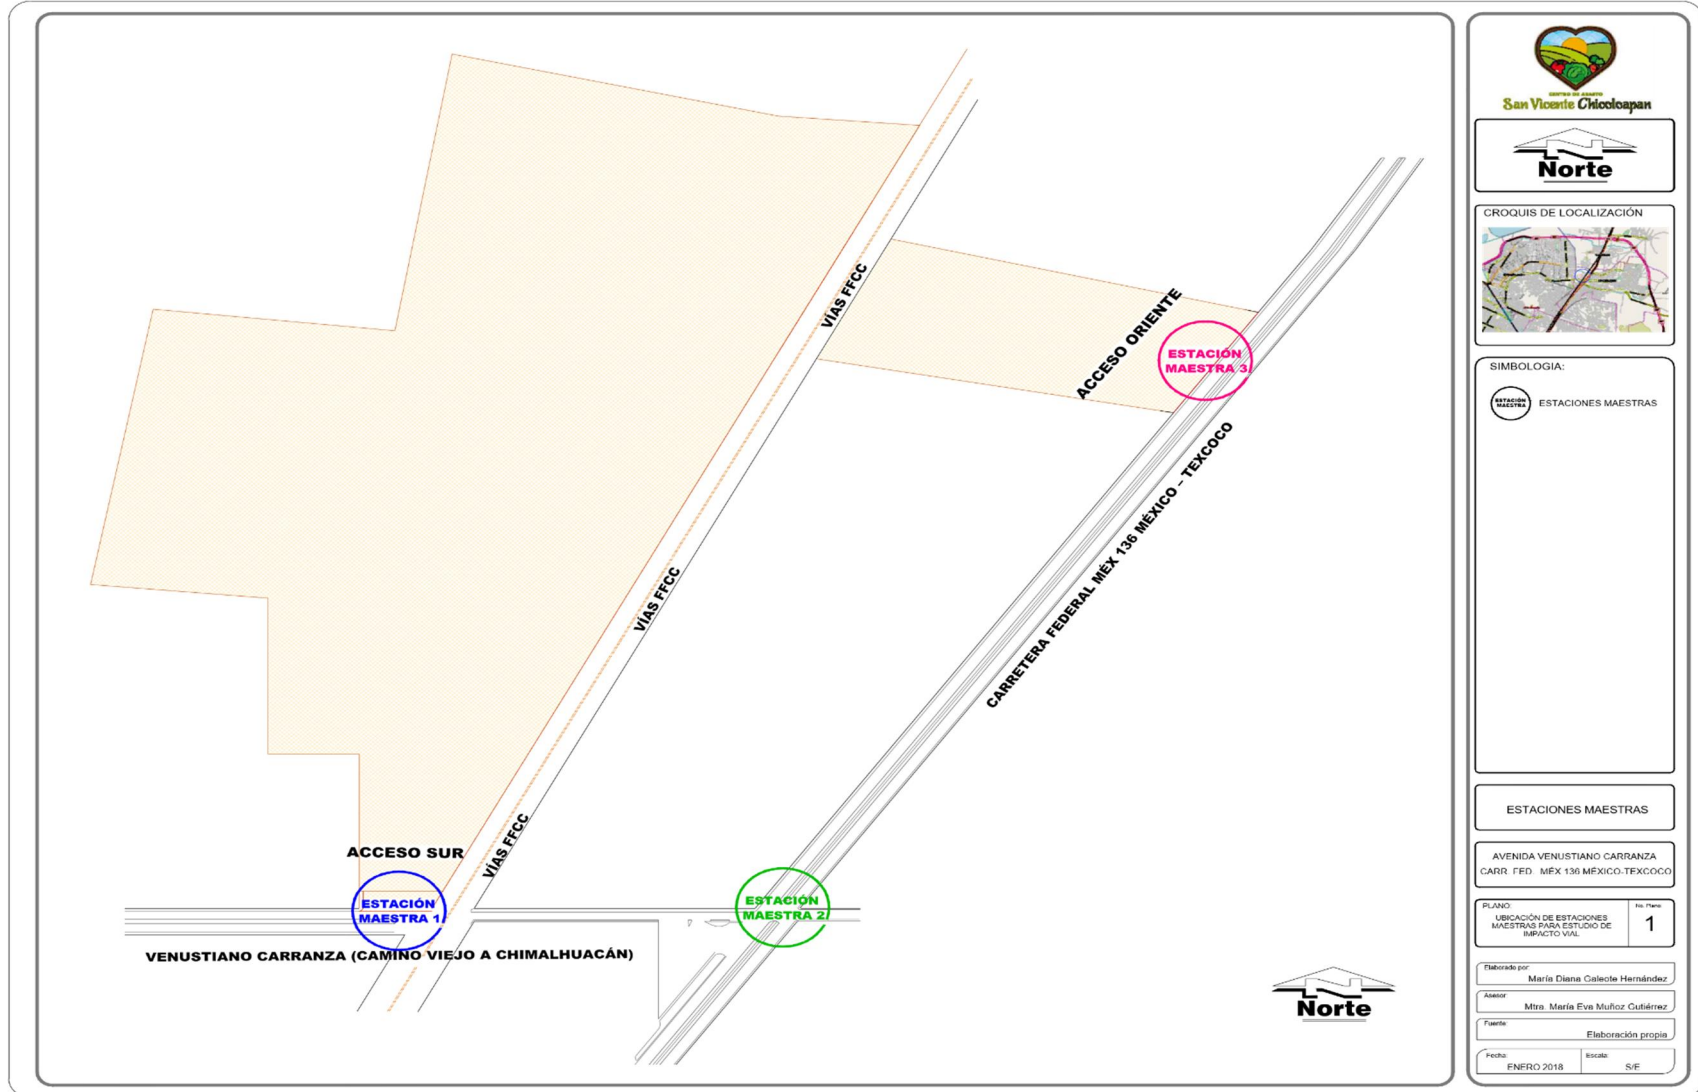 VÍAS FFCC
ACCESO ORIENTE
ESTACIÓN
MAESTRA 3
CARRETERA FEDERAL MÉX 136 MÉXICO - TEXCOCO
VÍAS FFCC
VÍAS FFCC
ACCESO SUR
ESTACIÓN
MAESTRA 1
ESTACIÓN
MAESTRA 2
VENUSTIANO CARRANZA (CAMINO VIEJO A CHIMALHUACÁN)
Norte
CENTRO DE ABASTO
San Vicente Chicoloapan
Norte
CROQUIS DE LOCALIZACIÓN
SIMBOLOGIA:
ESTACIÓN
MAESTRA
ESTACIONES MAESTRAS
ESTACIONES MAESTRAS
AVENIDA VENUSTIANO CARRANZA
CARR. FED. MÉX 136 MÉXICO-TEXCOCO
PLANO:
UBICACIÓN DE ESTACIONES
MAESTRAS PARA ESTUDIO DE
IMPACTO VIAL
No. Plano
1
Elaborado por:
María Diana Galeote Hernández
Asesor:
Mtra. María Eva Muñoz Gutiérrez
Fuente:
Elaboración propia
Fecha:
ENERO 2018
Escala:
S/E